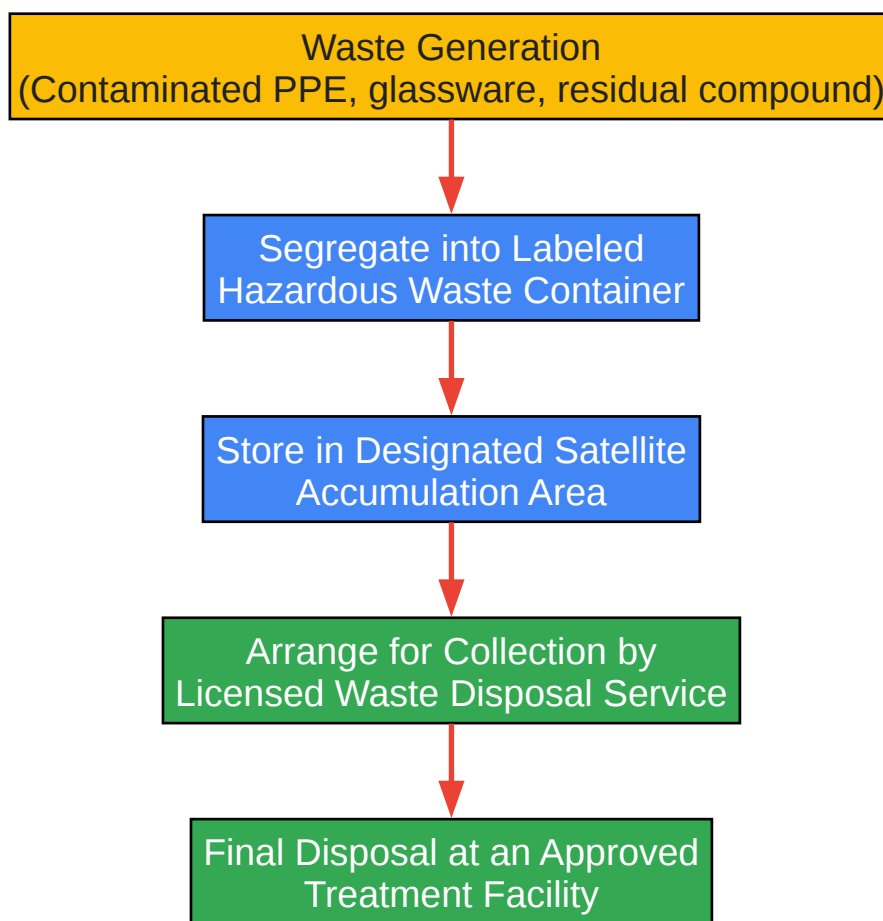 Waste Generation
(Contaminated PPE, glassware, residual compound)
Segregate into Labeled
Hazardous Waste Container
Store in Designated Satellite
Accumulation Area
Arrange for Collection by
Licensed Waste Disposal Service
Final Disposal at an Approved
Treatment Facility